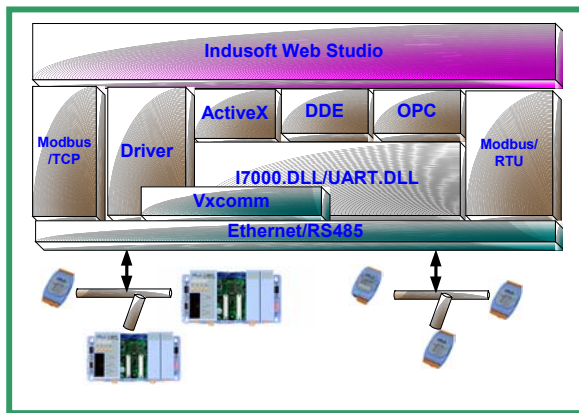 Indusoft Web Studio
ActiveX
DDE
OPC
Modbus
/TCP
Driver
Modbus/
RTU
I7000.DLL/UART.DLL
Vxcomm
Ethernet/RS485